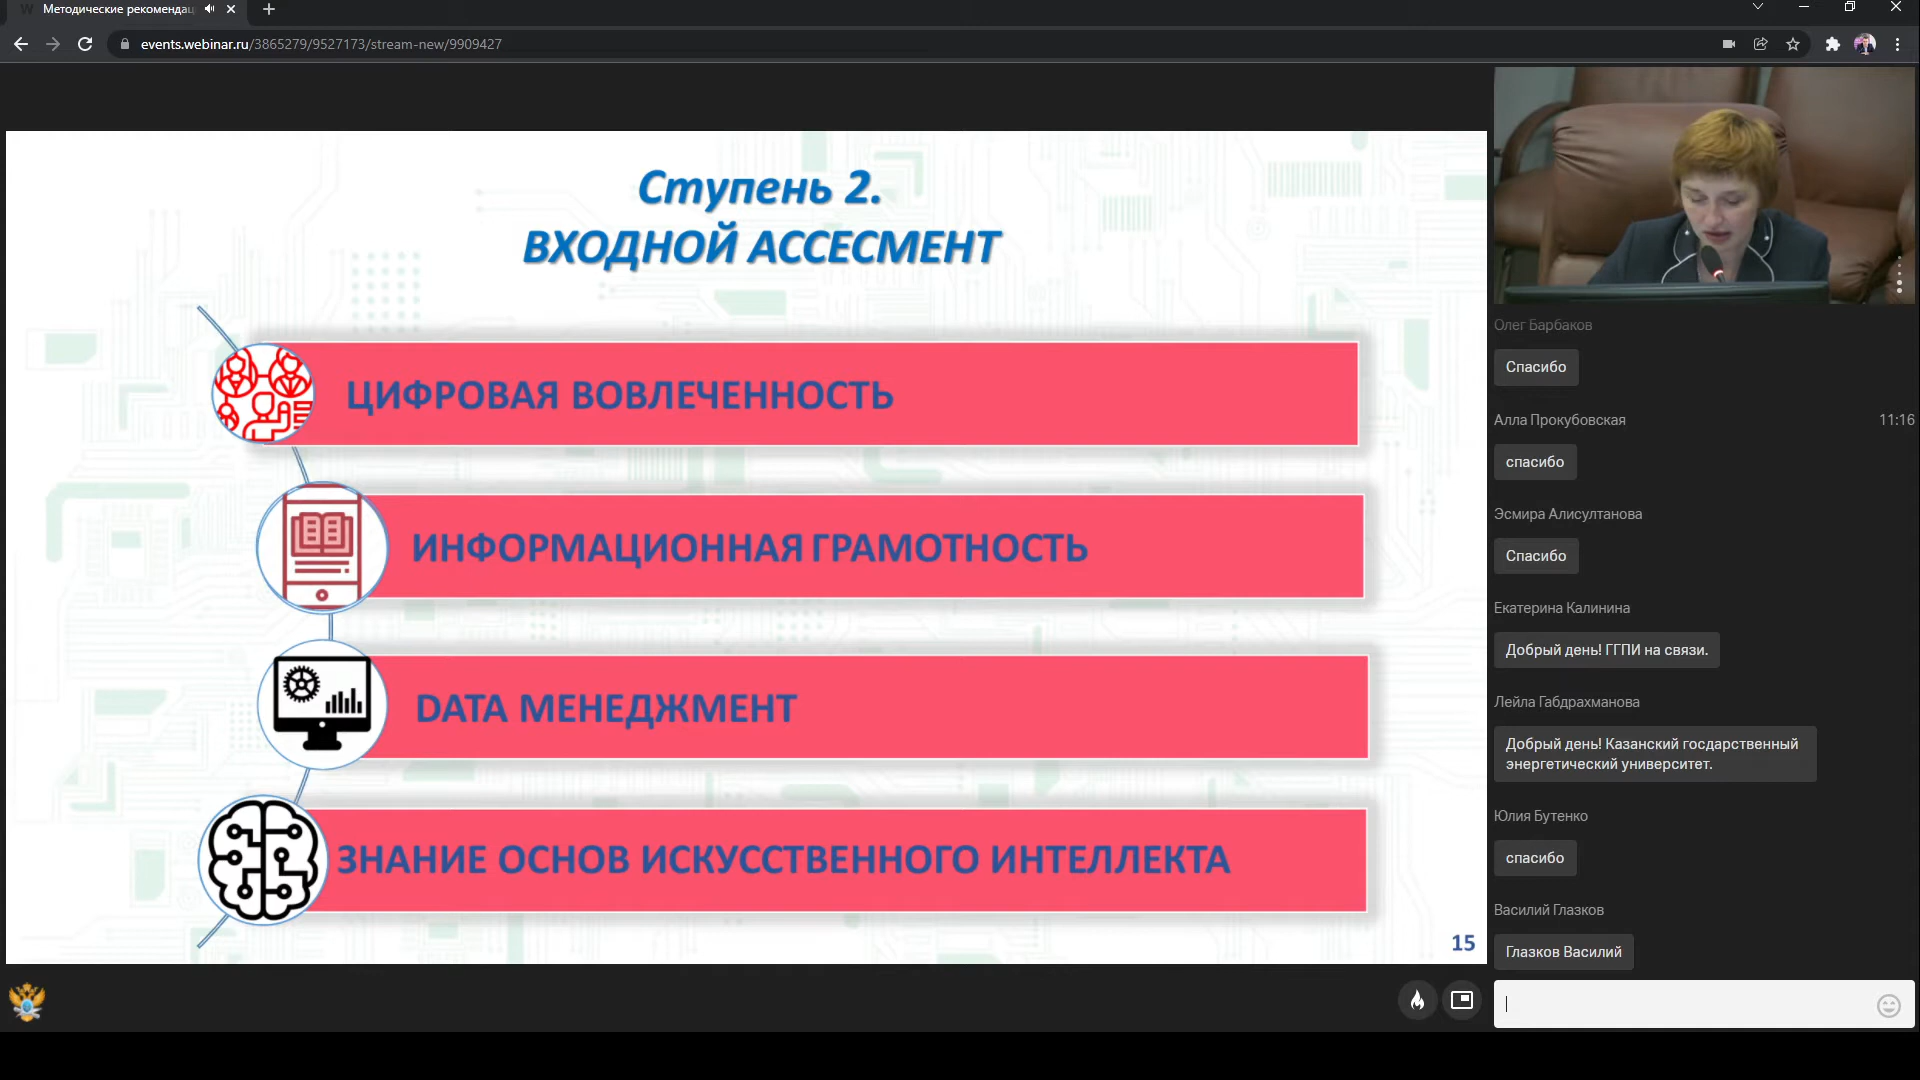 Методические рекомендац
events.webinar.ru/3865279/9527173/stream-new/9909427
Ступень 2.
ВХОДНОЙ АССЕСМЕНТ
ЦИФРОВАЯ ВОВЛЕЧЕННОСТЬ
ИНФОРМАЦИОННАЯ ГРАМОТНОСТЬ
DATA МЕНЕДЖМЕНТ
ЗНАНИЕ ОСНОВ ИСКУССТВЕННОГО ИНТЕЛЛЕКТА
15
Олег Барбаков
Спасибо
Алла Прокубовская 11:16
спасибо
Эсмира Алисултанова
Спасибо
Екатерина Калинина
Добрый день! ГГПИ на связи.
Лейла Габдрахманова
Добрый день! Казанский госдарственный
энергетический университет.
Юлия Бутенко
спасибо
Василий Глазков
Глазков Василий